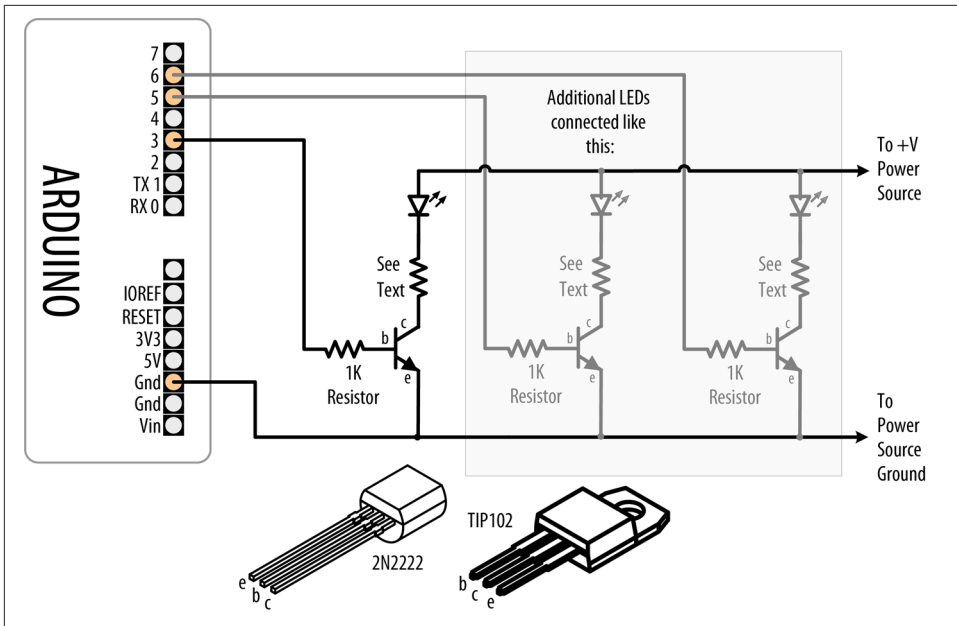 ARDUINO
7
6
5
4
3
2
TX 1
RX 0
IOREF
RESET
3V3
5V
Gnd
Gnd
Vin
Additional LEDs
connected like
this:
To +V
Power
Source
See
Text
c
b
e
1K
Resistor
See
Text
c
b
e
1K
Resistor
See
Text
c
b
e
1K
Resistor
To
Power
Source
Ground
2N2222
e
b
c
TIP102
b
c
e